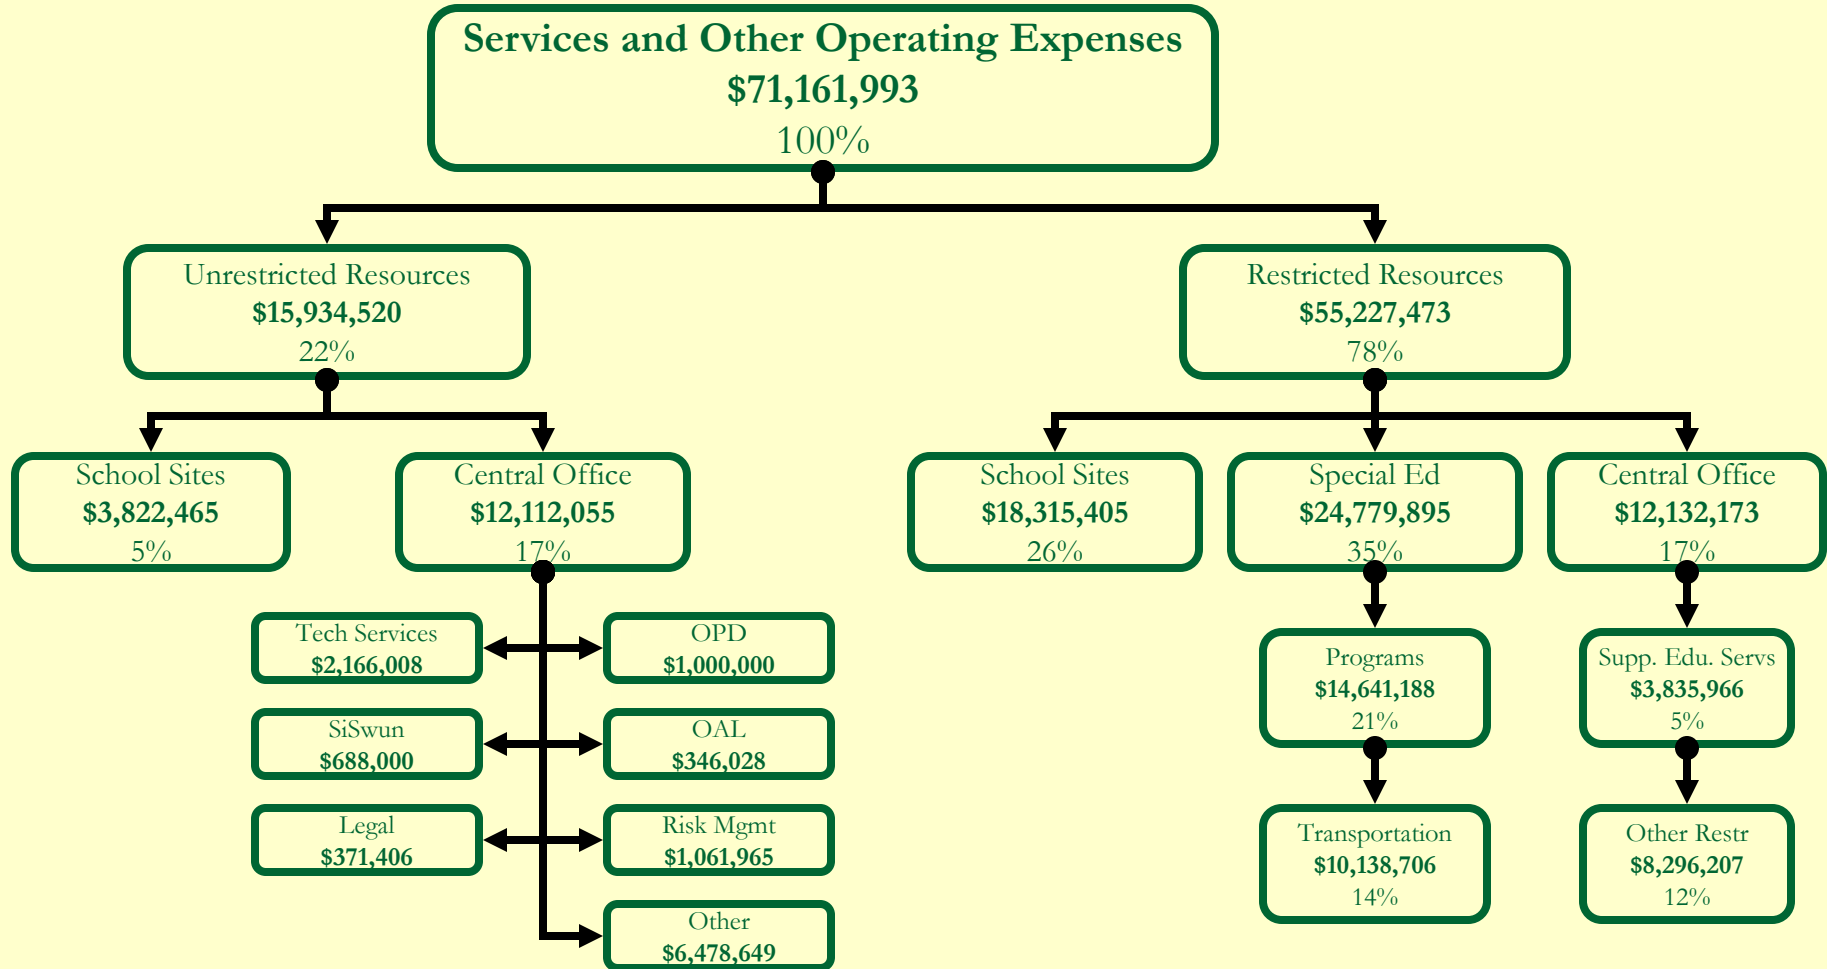 Services and Other Operating Expenses
$71,161,993
100%
Unrestricted Resources
$15,934,520
22%
Restricted Resources
$55,227,473
78%
School Sites
$3,822,465
5%
Central Office
$12,112,055
17%
School Sites
$18,315,405
26%
Special Ed
$24,779,895
35%
Central Office
$12,132,173
17%
Tech Services
$2,166,008
OPD
$1,000,000
SiSwun
$688,000
OAL
$346,028
Legal
$371,406
Risk Mgmt
$1,061,965
Other
$6,478,649
Programs
$14,641,188
21%
Supp. Edu. Servs
$3,835,966
5%
Transportation
$10,138,706
14%
Other Restr
$8,296,207
12%